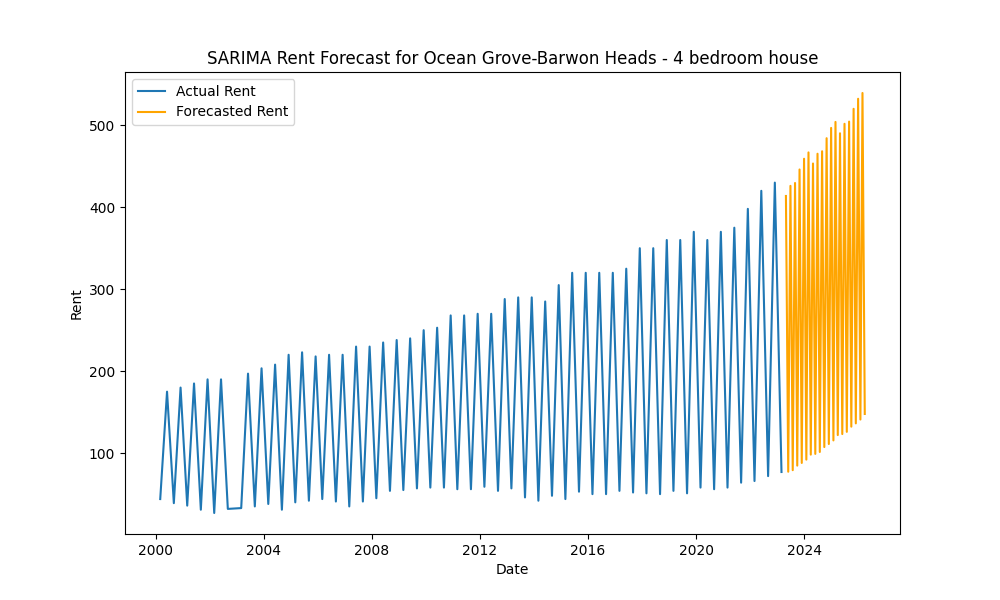 SARIMA Rent Forecast for Ocean Grove-Barwon Heads - 4 bedroom house
Actual Rent
Forecasted Rent
500
400
300
200
100
Rent
2000 2004 2008 2012 2016 2020 2024
Date